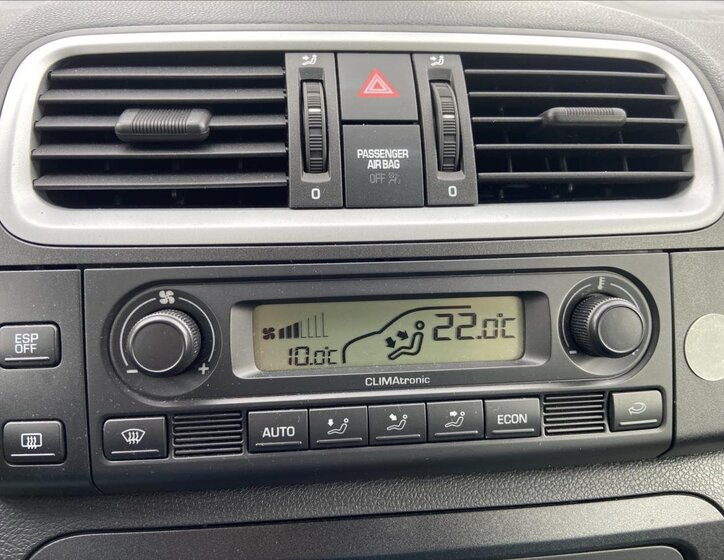 PASSENGER
AIR BAG
OFF
0
0
ESP
OFF
10.0°C
22.0°C
- +
-
CLIMAtronic
AUTO
ECON